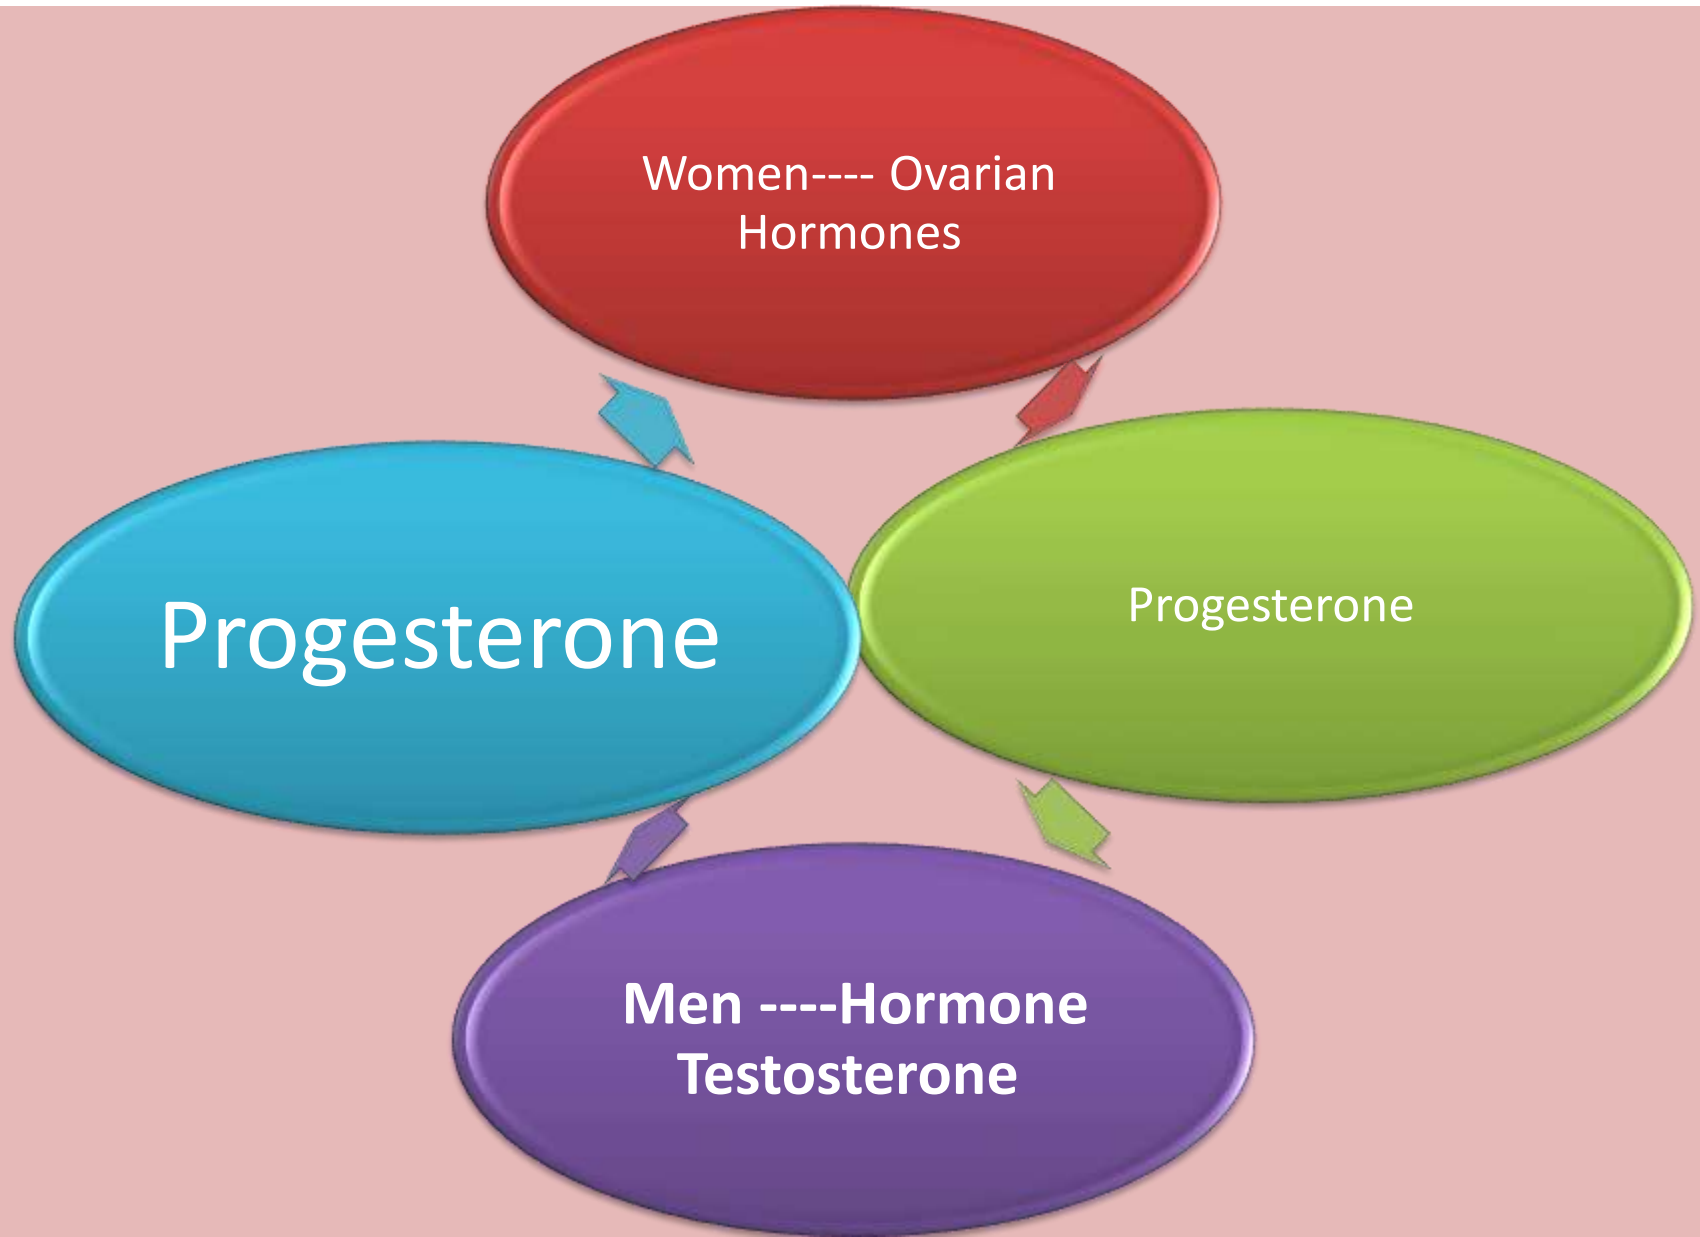 Women---- Ovarian
Hormones
Progesterone
Progesterone
Men ----Hormone
Testosterone